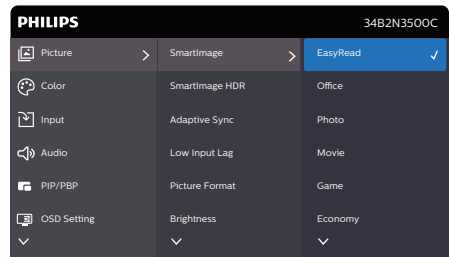 PHILIPS 34B2N3500C
Picture SmartImage EasyRead
Color SmartImage HDR Office
Input Adaptive Sync Photo
Audio Low Input Lag Movie
PIP/PBP Picture Format Game
OSD Setting Brightness Economy